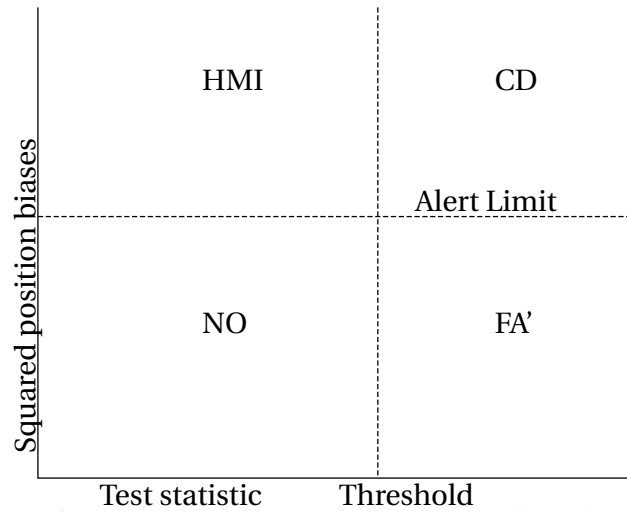 HMI
CD
Squared position biases
Alert Limit
NO
FA’
Test statistic
Threshold